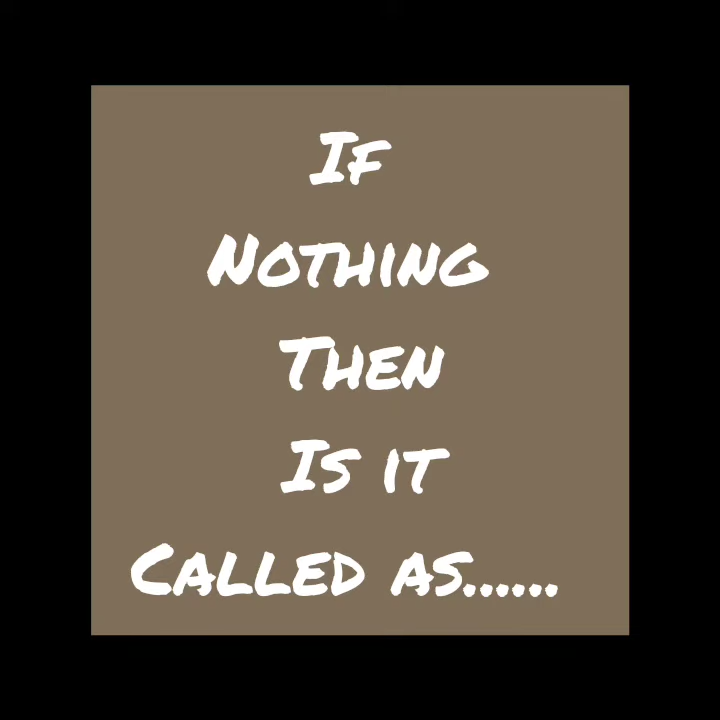 If
Nothing
Then
Is it
Called as......